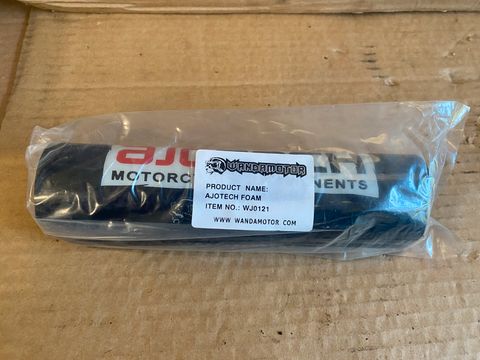 WANDAMOTOR
PRODUCT NAME:
AJOTECH FOAM
ITEM NO.: WJ0121
WWW.WANDAMOTOR.COM